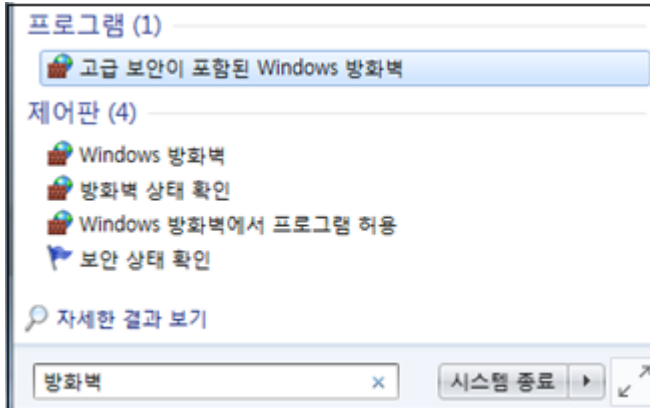 프로그램 (1)
고급 보안이 포함된 Windows 방화벽
제어판 (4)
Windows 방화벽
방화벽 상태 확인
Windows 방화벽에서 프로그램 허용
보안 상태 확인
자세한 결과 보기
방화벽
시스템 종료